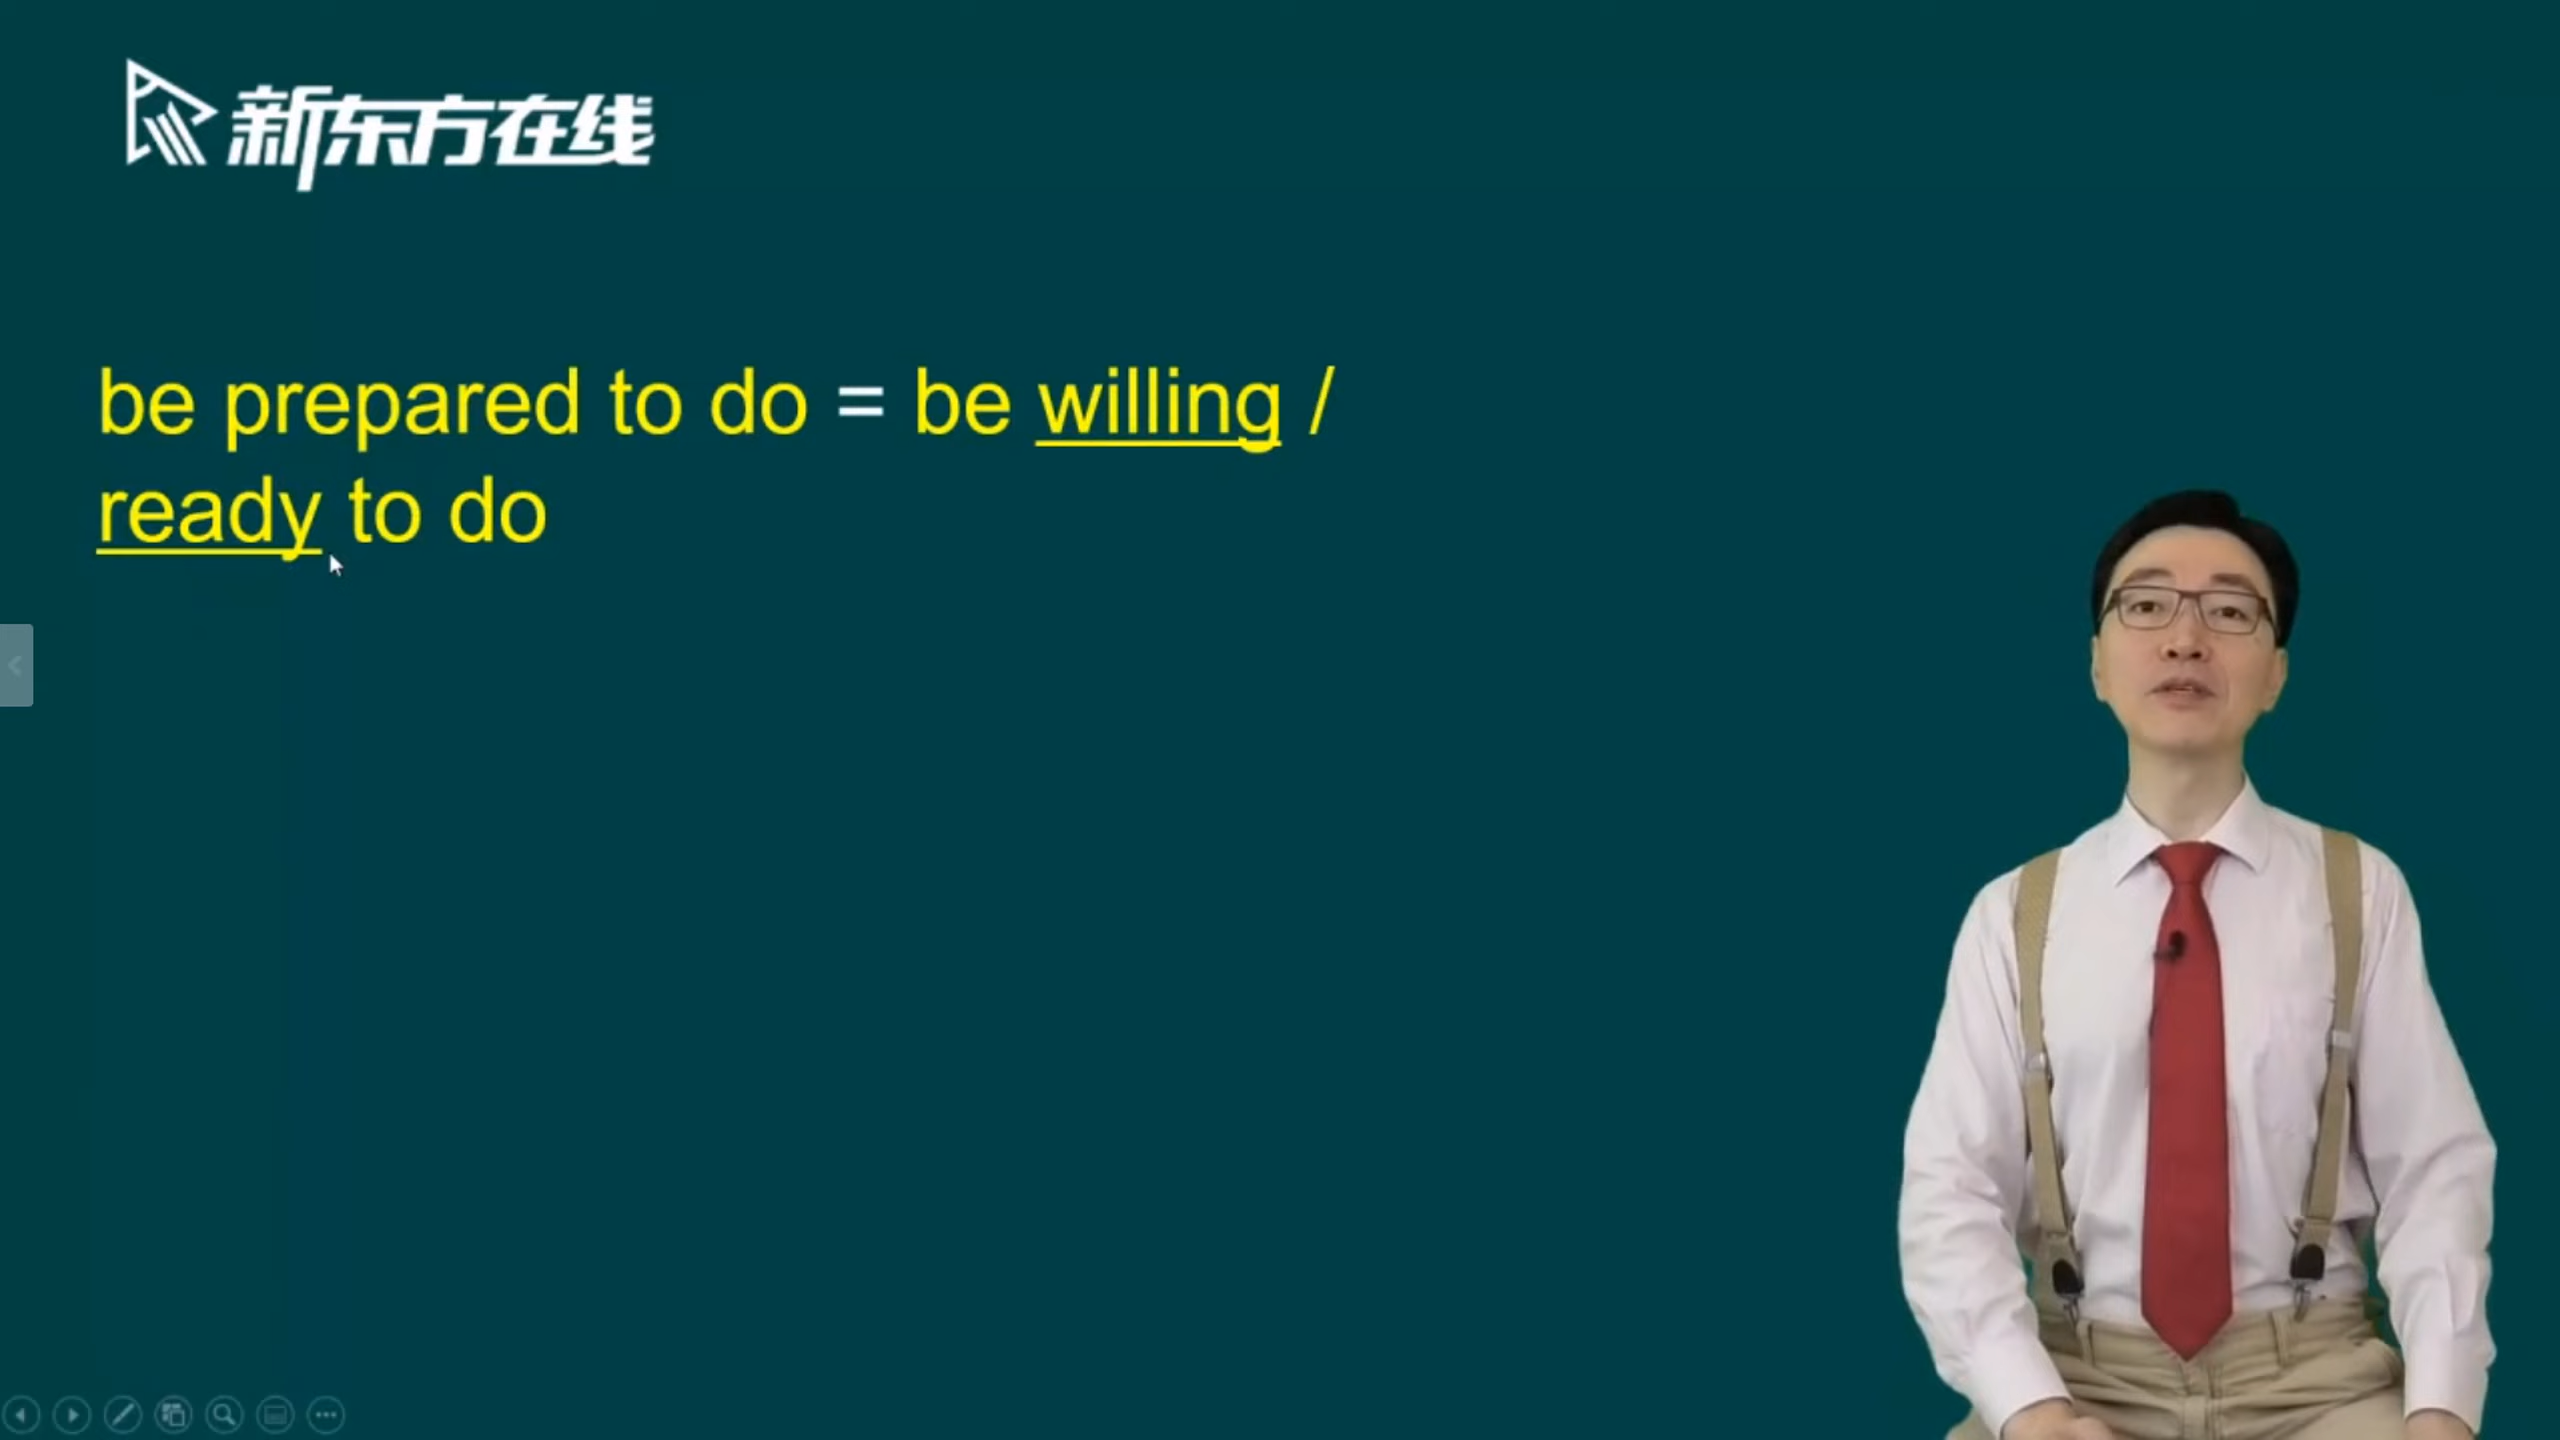 新东方在线
be prepared to do = be willing /
ready to do